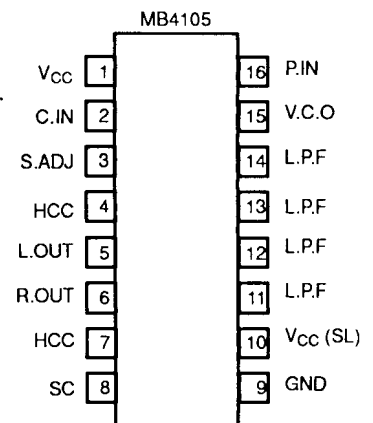 MB4105
VCC 1 16 P.IN
C.IN 2 15 V.C.O
S.ADJ 3 14 L.P.F
HCC 4 13 L.P.F
L.OUT 5 12 L.P.F
R.OUT 6 11 L.P.F
HCC 7 10 VCC (SL)
SC 8 9 GND